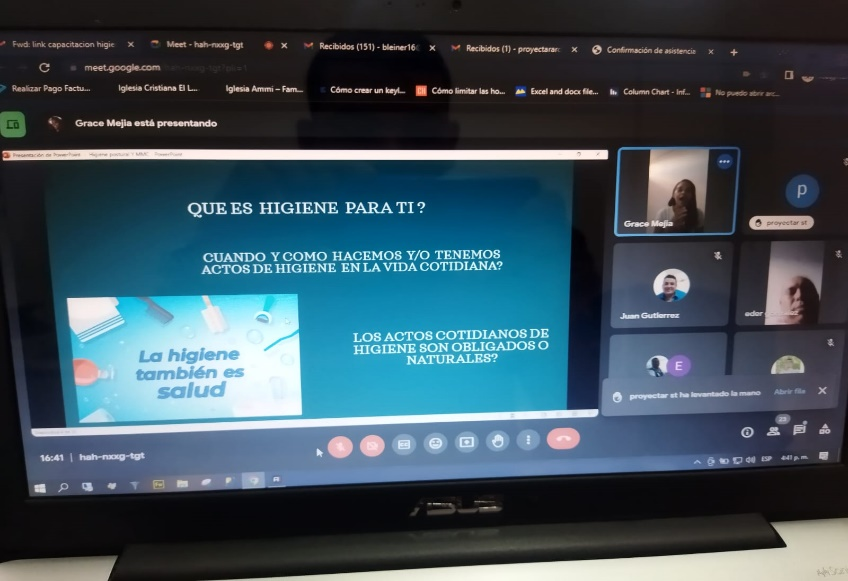 Fwd: link capacitacion higie
Meet - hah-nxxg-tgt
Recibidos (151) - bleiner16
Recibidos (1) - proyectarar
Confirmación de asistencia
meet.google.com
Realizar Pago Factu...
Iglesia Cristiana El L...
Iglesia Ammi – Fam...
Cómo crear un keyl...
Cómo limitar las ho...
Excel and docx file...
Column Chart - Inf...
No puedo abrir arc...
Grace Mejia está presentando
QUE ES HIGIENE PARA TI ?
CUANDO Y COMO HACEMOS Y/O TENEMOS
ACTOS DE HIGIENE EN LA VIDA COTIDIANA?
La higiene
también es
salud
LOS ACTOS COTIDIANOS DE
HIGIENE SON OBLIGADOS O
NATURALES?
Grace Mejia
p
proyectar st
Juan Gutierrez
eder
E
proyectar st ha levantado la mano
Abrir fila
16:41 | hah-nxxg-tgt
ESP
4:41 p. m.
ASUS